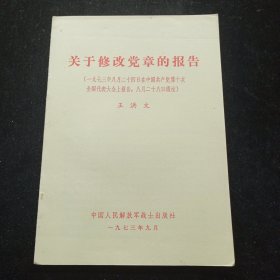 关于修改党章的报告
(一九七三年八月二十四日在中国共产党第十次
全国代表大会上报告，八月二十八日通过)
王洪文
中国人民解放军战士出版社
一九七三年九月